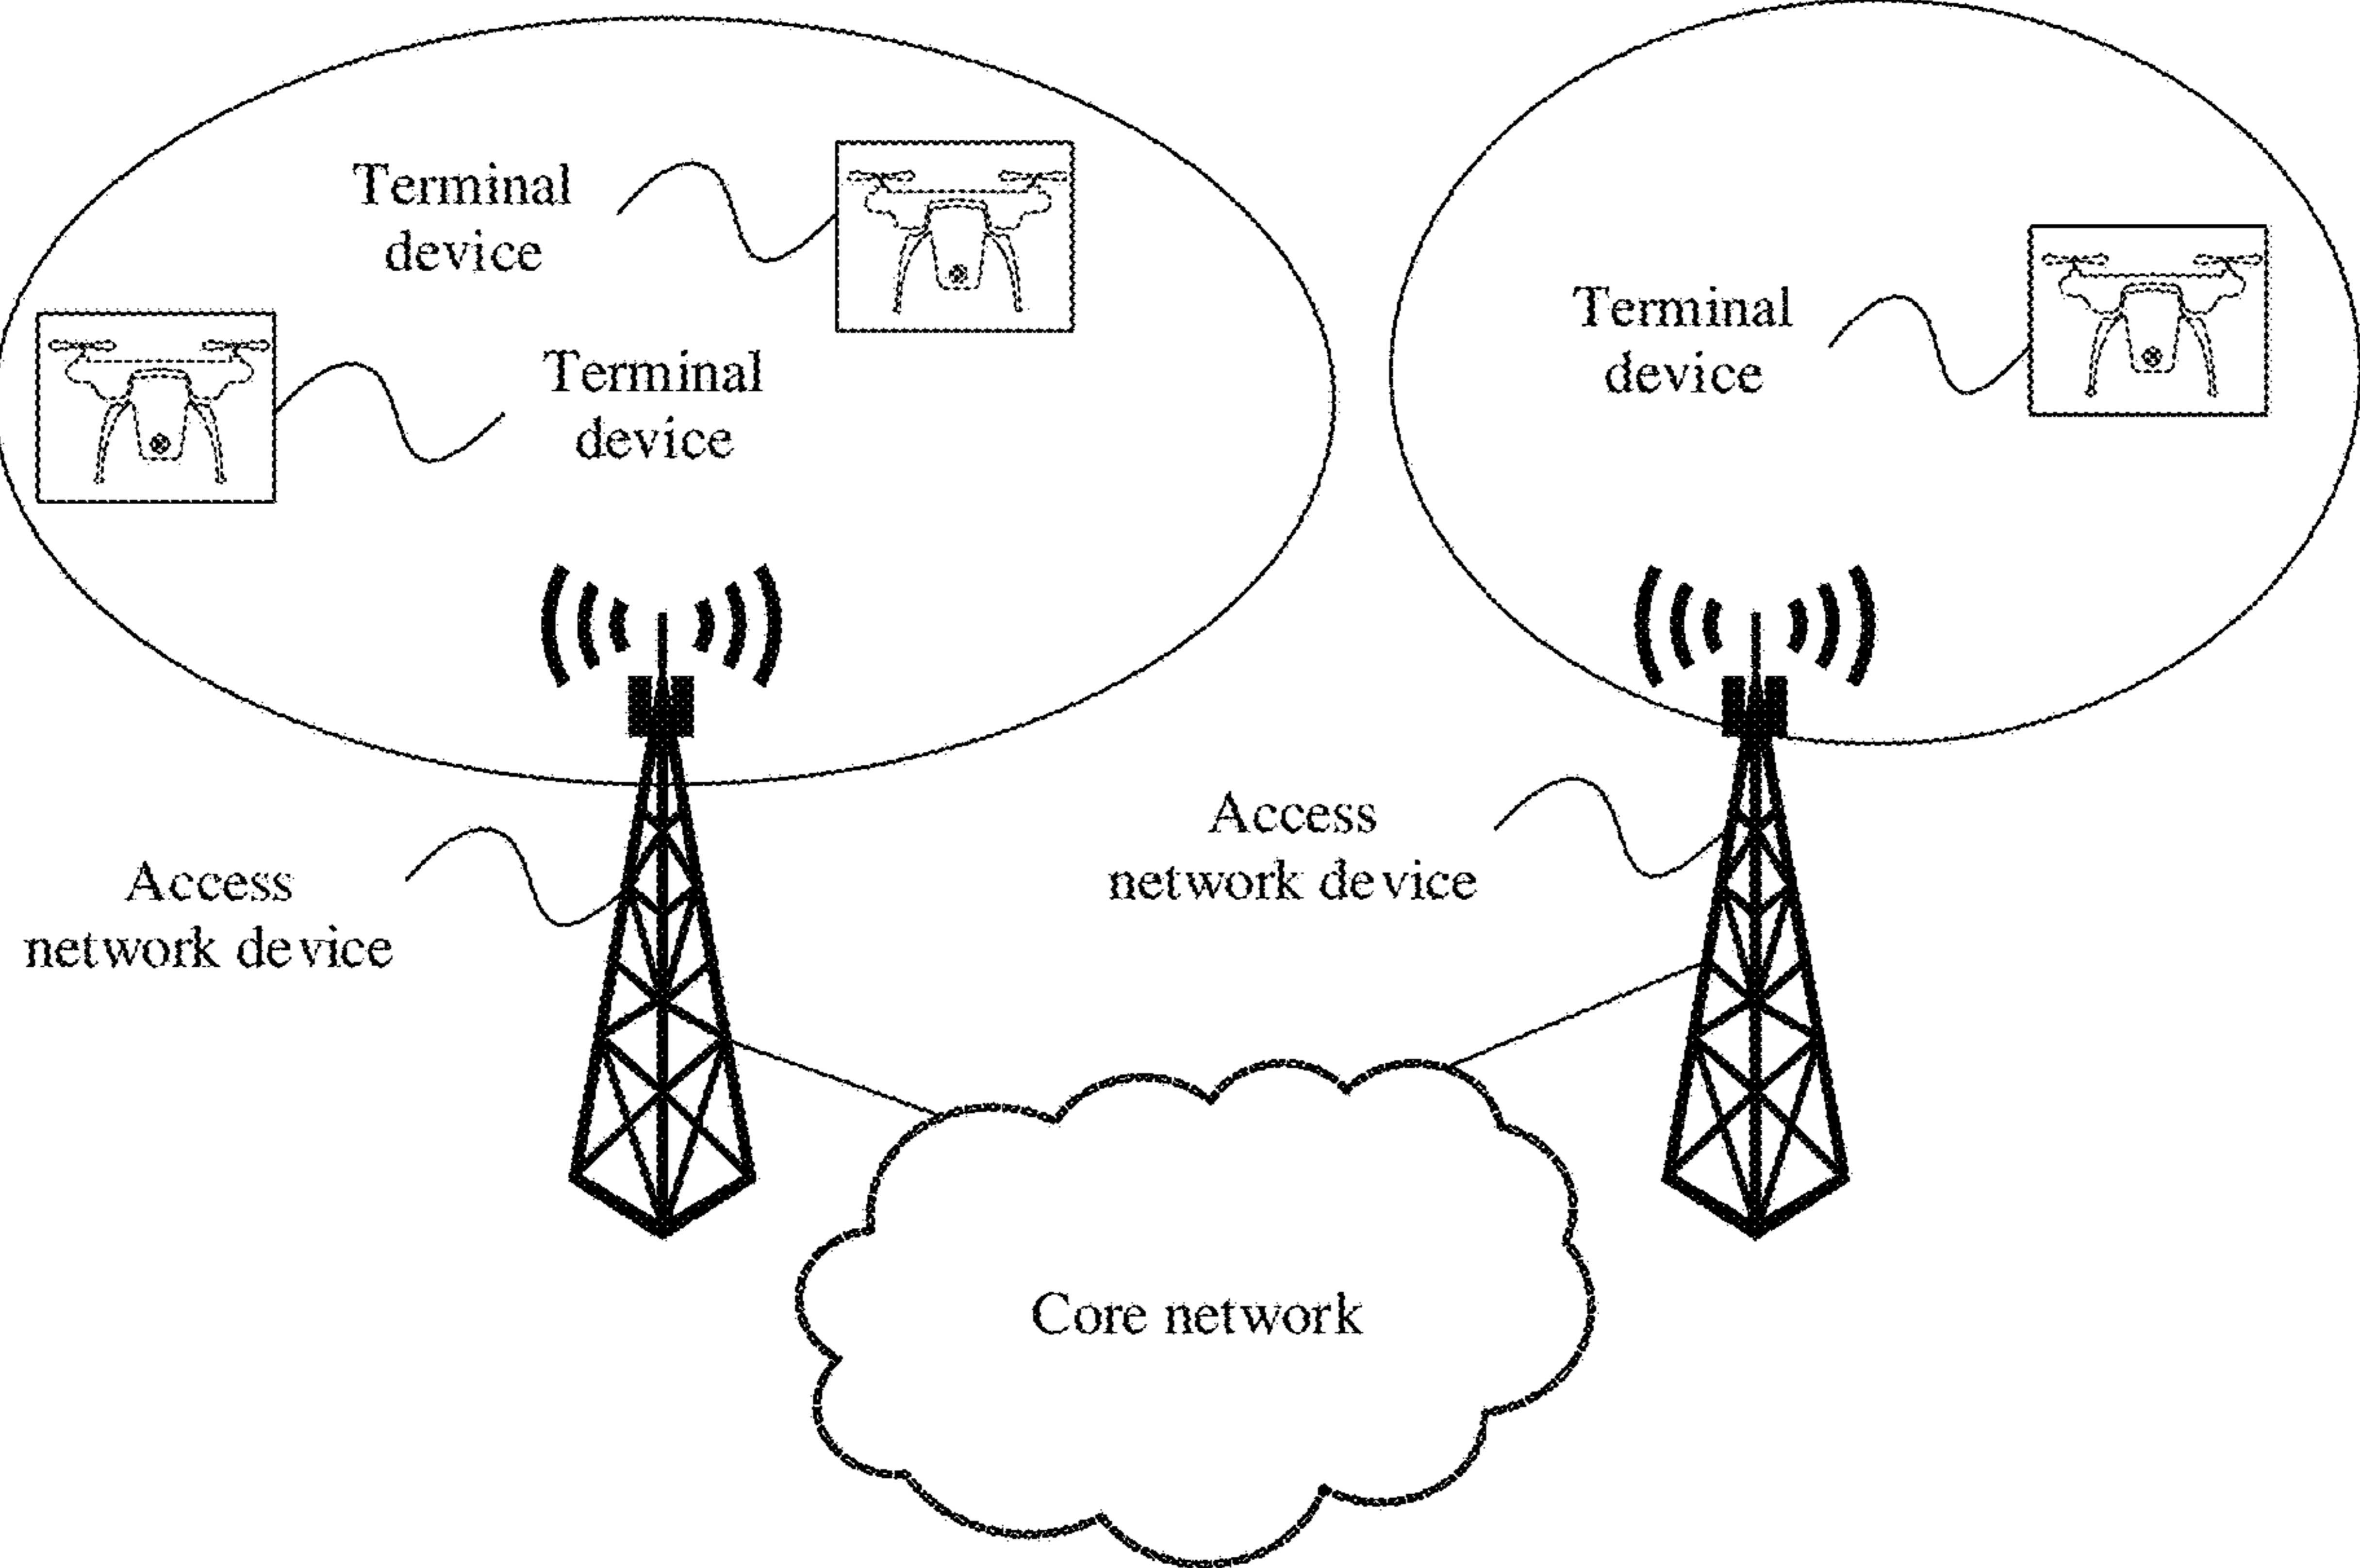 Terminal
device
Terminal
device
Terminal
device
Access
network device
Access
network device
Core network